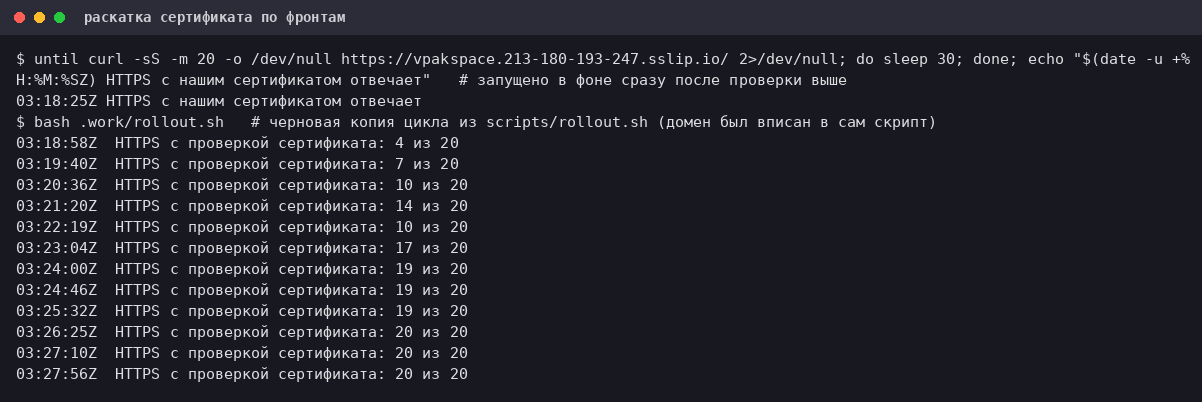 раскатка сертификата по фронтам
$ until curl -sS -m 20 -o /dev/null https://vpakspace.213-180-193-247.sslip.io/ 2>/dev/null; do sleep 30; done; echo "$(date -u +%
H:%M:%SZ) HTTPS с нашим сертификатом отвечает"   # запущено в фоне сразу после проверки выше
03:18:25Z HTTPS с нашим сертификатом отвечает
$ bash .work/rollout.sh   # черновая копия цикла из scripts/rollout.sh (домен был вписан в сам скрипт)
03:18:58Z  HTTPS с проверкой сертификата: 4 из 20
03:19:40Z  HTTPS с проверкой сертификата: 7 из 20
03:20:36Z  HTTPS с проверкой сертификата: 10 из 20
03:21:20Z  HTTPS с проверкой сертификата: 14 из 20
03:22:19Z  HTTPS с проверкой сертификата: 10 из 20
03:23:04Z  HTTPS с проверкой сертификата: 17 из 20
03:24:00Z  HTTPS с проверкой сертификата: 19 из 20
03:24:46Z  HTTPS с проверкой сертификата: 19 из 20
03:25:32Z  HTTPS с проверкой сертификата: 19 из 20
03:26:25Z  HTTPS с проверкой сертификата: 20 из 20
03:27:10Z  HTTPS с проверкой сертификата: 20 из 20
03:27:56Z  HTTPS с проверкой сертификата: 20 из 20